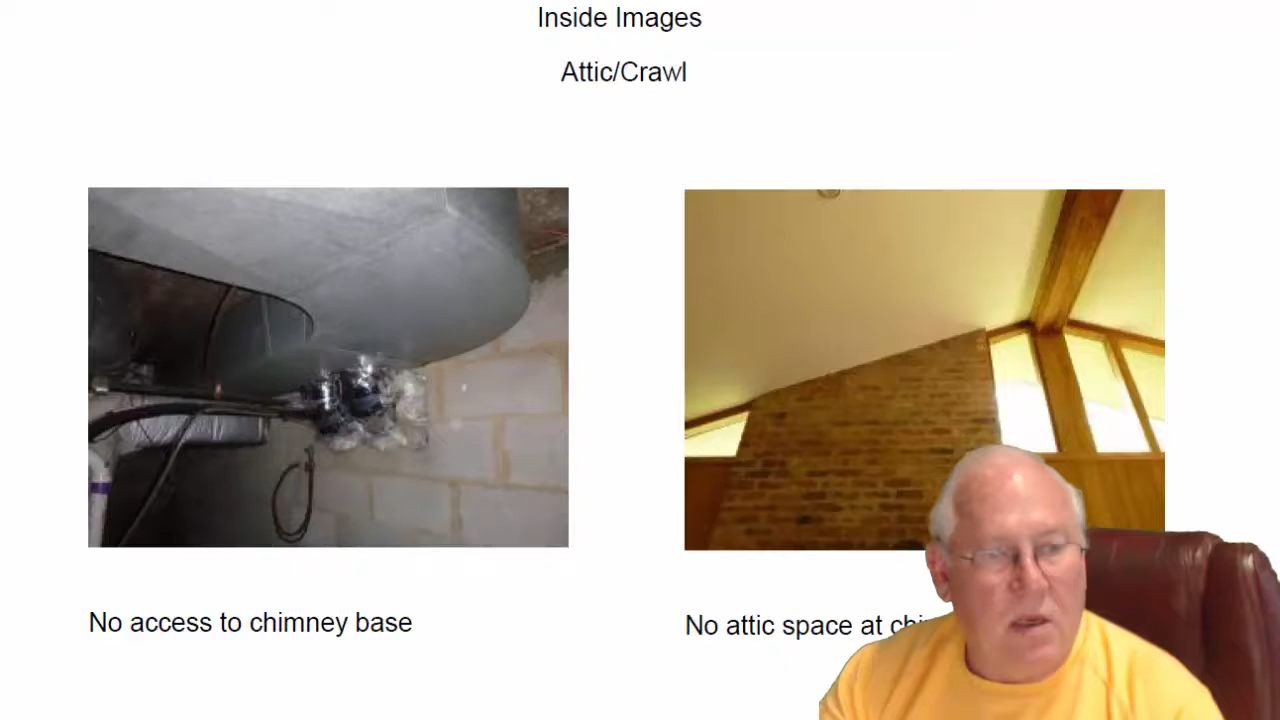 Inside Images
Attic/Crawl
No access to chimney base
No attic space at